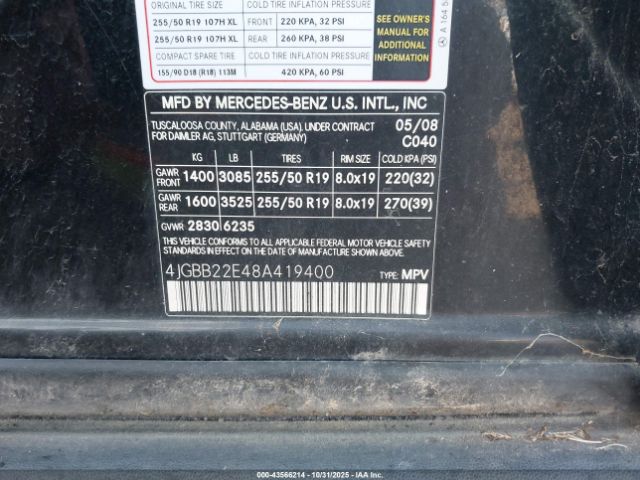 ORIGINAL TIRE SIZE COLD TIRE INFLATION PRESSURE
255/50 R19 107H XL FRONT 220 KPA, 32 PSI
255/50 R19 107H XL REAR 260 KPA, 38 PSI
COMPACT SPARE TIRE COLD TIRE INFLATION PRESSURE
155/90 D18 (R18) 113M 420 KPA, 60 PSI
SEE OWNER'S
MANUAL FOR
ADDITIONAL
INFORMATION
A 164 5
MFD BY MERCEDES-BENZ U.S. INTL., INC
TUSCALOOSA COUNTY, ALABAMA (USA). UNDER CONTRACT
FOR DAIMLER AG, STUTTGART (GERMANY)
05/08
C040
KG LB TIRES RIM SIZE COLD KPA (PSI)
GAWR FRONT 1400 3085 255/50 R19 8.0x19 220(32)
GAWR REAR 1600 3525 255/50 R19 8.0x19 270(39)
GVWR 2830 6235
THIS VEHICLE CONFORMS TO ALL APPLICABLE FEDERAL MOTOR VEHICLE SAFETY
STANDARDS IN EFFECT ON THE DATE OF MANUFACTURE SHOWN ABOVE.
4JGBB22E48A419400 TYPE: MPV
000-43566214 - 10/31/2025 - IAAI.COM